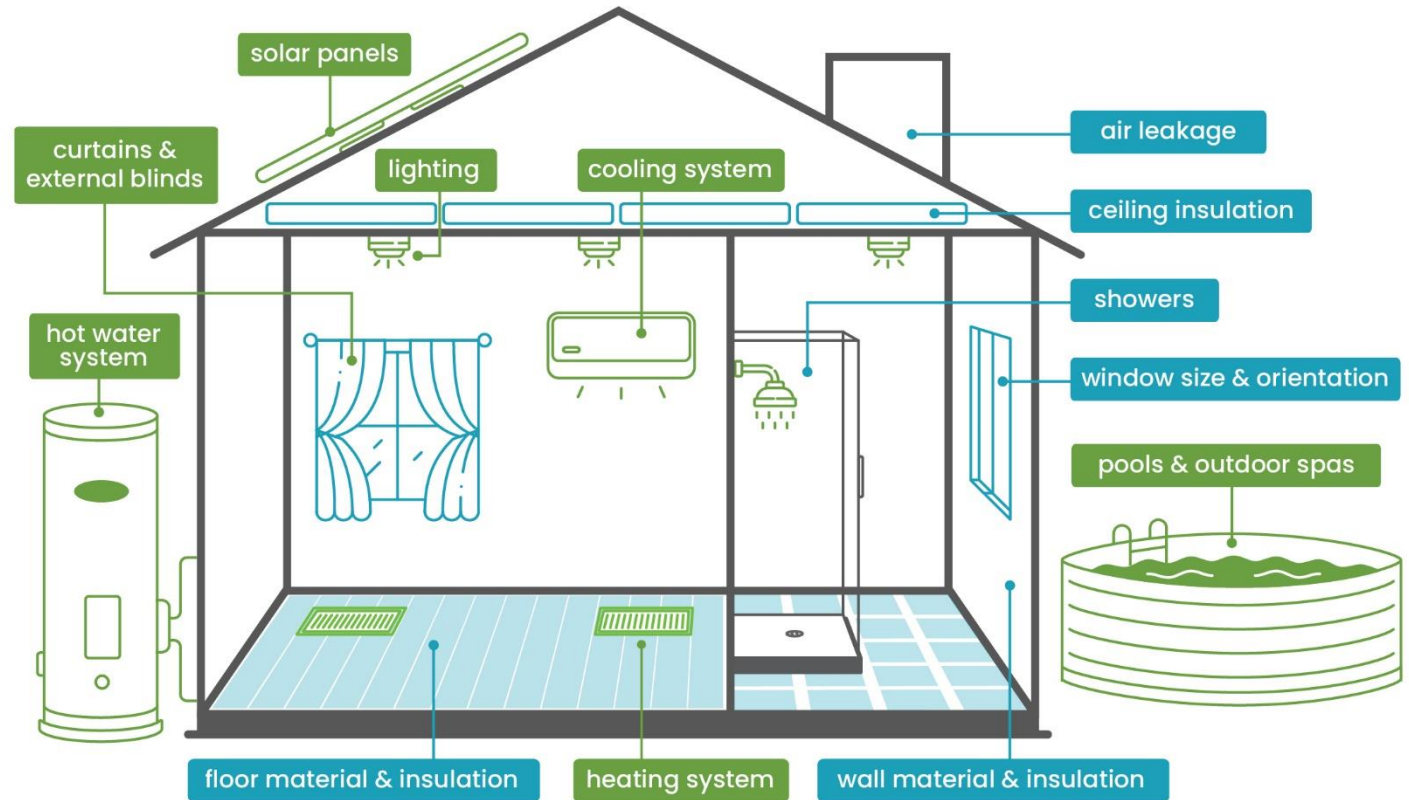 solar panels
curtains &
external blinds
lighting
cooling system
air leakage
ceiling insulation
hot water
system
showers
window size & orientation
pools & outdoor spas
floor material & insulation
heating system
wall material & insulation